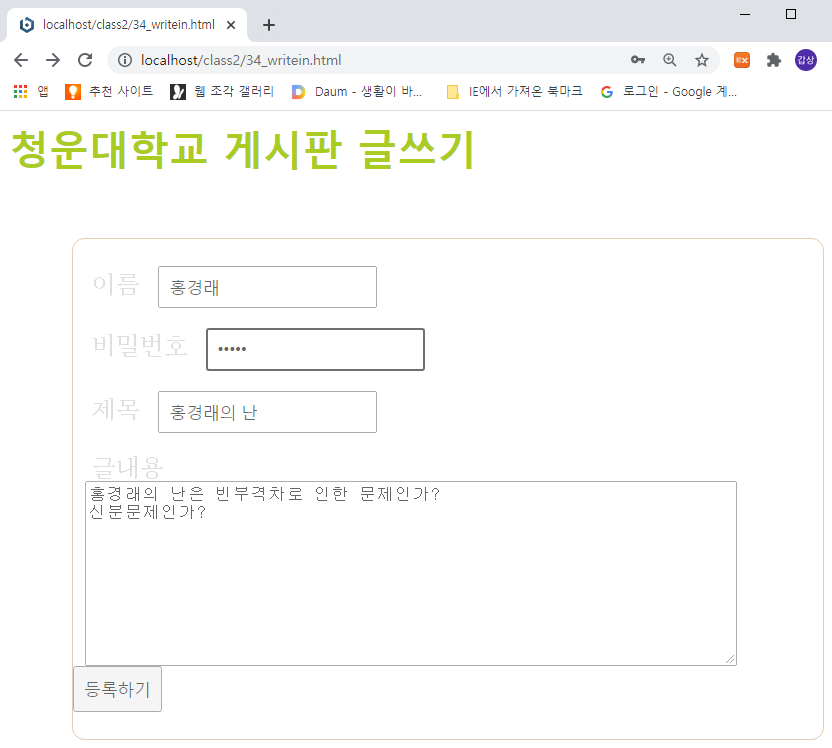 localhost/class2/34_writein.html
localhost/class2/34_writein.html
갑상
앱 추천 사이트 웹 조각 갤러리 Daum - 생활이 바... IE에서 가져온 북마크 로그인 - Google 계...
청운대학교 게시판 글쓰기
이름 홍경래
비밀번호 •••••
제목 홍경래의 난
글내용
홍경래의 난은 빈부격차로 인한 문제인가?
신분문제인가?
등록하기